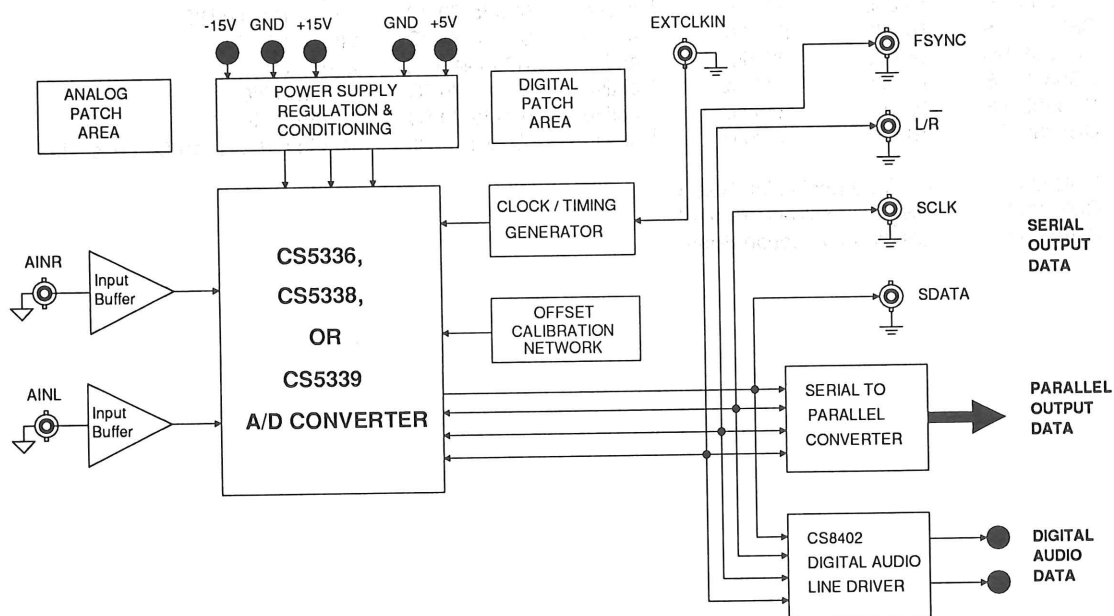 -15V GND +15V GND +5V
EXTCLKIN
FSYNC
ANALOG
PATCH
AREA
POWER SUPPLY
REGULATION &
CONDITIONING
DIGITAL
PATCH
AREA
L/R̅
CLOCK / TIMING
GENERATOR
SCLK
SERIAL
OUTPUT
DATA
AINR
Input
Buffer
CS5336,
CS5338,
OR
CS5339
A/D CONVERTER
OFFSET
CALIBRATION
NETWORK
SDATA
AINL
Input
Buffer
SERIAL TO
PARALLEL
CONVERTER
PARALLEL
OUTPUT
DATA
CS8402
DIGITAL AUDIO
LINE DRIVER
DIGITAL
AUDIO
DATA